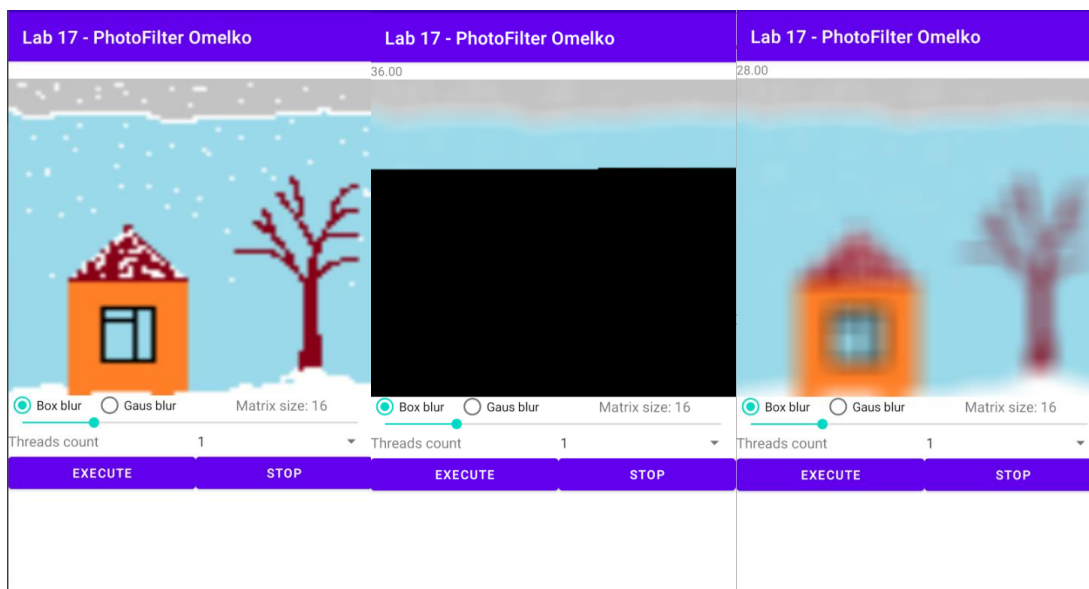 Lab 17 - PhotoFilter Omelko
Box blur Gaus blur Matrix size: 16
Threads count 1
EXECUTE STOP
Lab 17 - PhotoFilter Omelko
36.00
Box blur Gaus blur Matrix size: 16
Threads count 1
EXECUTE STOP
Lab 17 - PhotoFilter Omelko
28.00
Box blur Gaus blur Matrix size: 16
Threads count 1
EXECUTE STOP